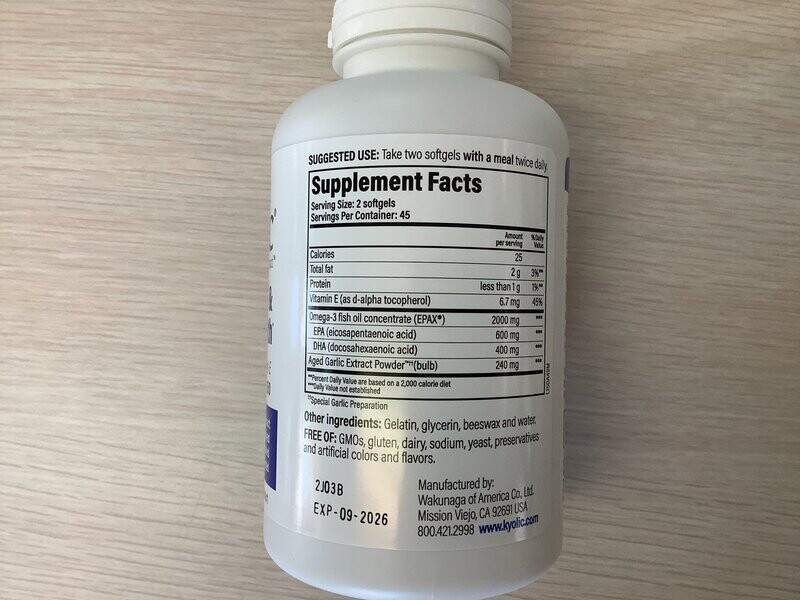 SUGGESTED USE: Take two softgels with a meal twice daily.
Supplement Facts
Serving Size: 2 softgels
Servings Per Container: 45
Amount per serving %Daily Value
Calories 25
Total fat 2 g 3%**
Protein less than 1 g 1%**
Vitamin E (as d-alpha tocopherol) 6.7 mg 45%
Omega-3 fish oil concentrate (EPAX®) 2000 mg ***
EPA (eicosapentaenoic acid) 600 mg ***
DHA (docosahexaenoic acid) 400 mg ***
Aged Garlic Extract Powder™††(bulb) 240 mg ***
**Percent Daily Value are based on a 2,000 calorie diet
***Daily Value not established
††Special Garlic Preparation
Other ingredients: Gelatin, glycerin, beeswax and water.
FREE OF: GMOs, gluten, dairy, sodium, yeast, preservatives
and artificial colors and flavors.
2J03B
EXP-09-2026
Manufactured by:
Wakunaga of America Co., Ltd.
Mission Viejo, CA 92691 USA
800.421.2998 www.kyolic.com